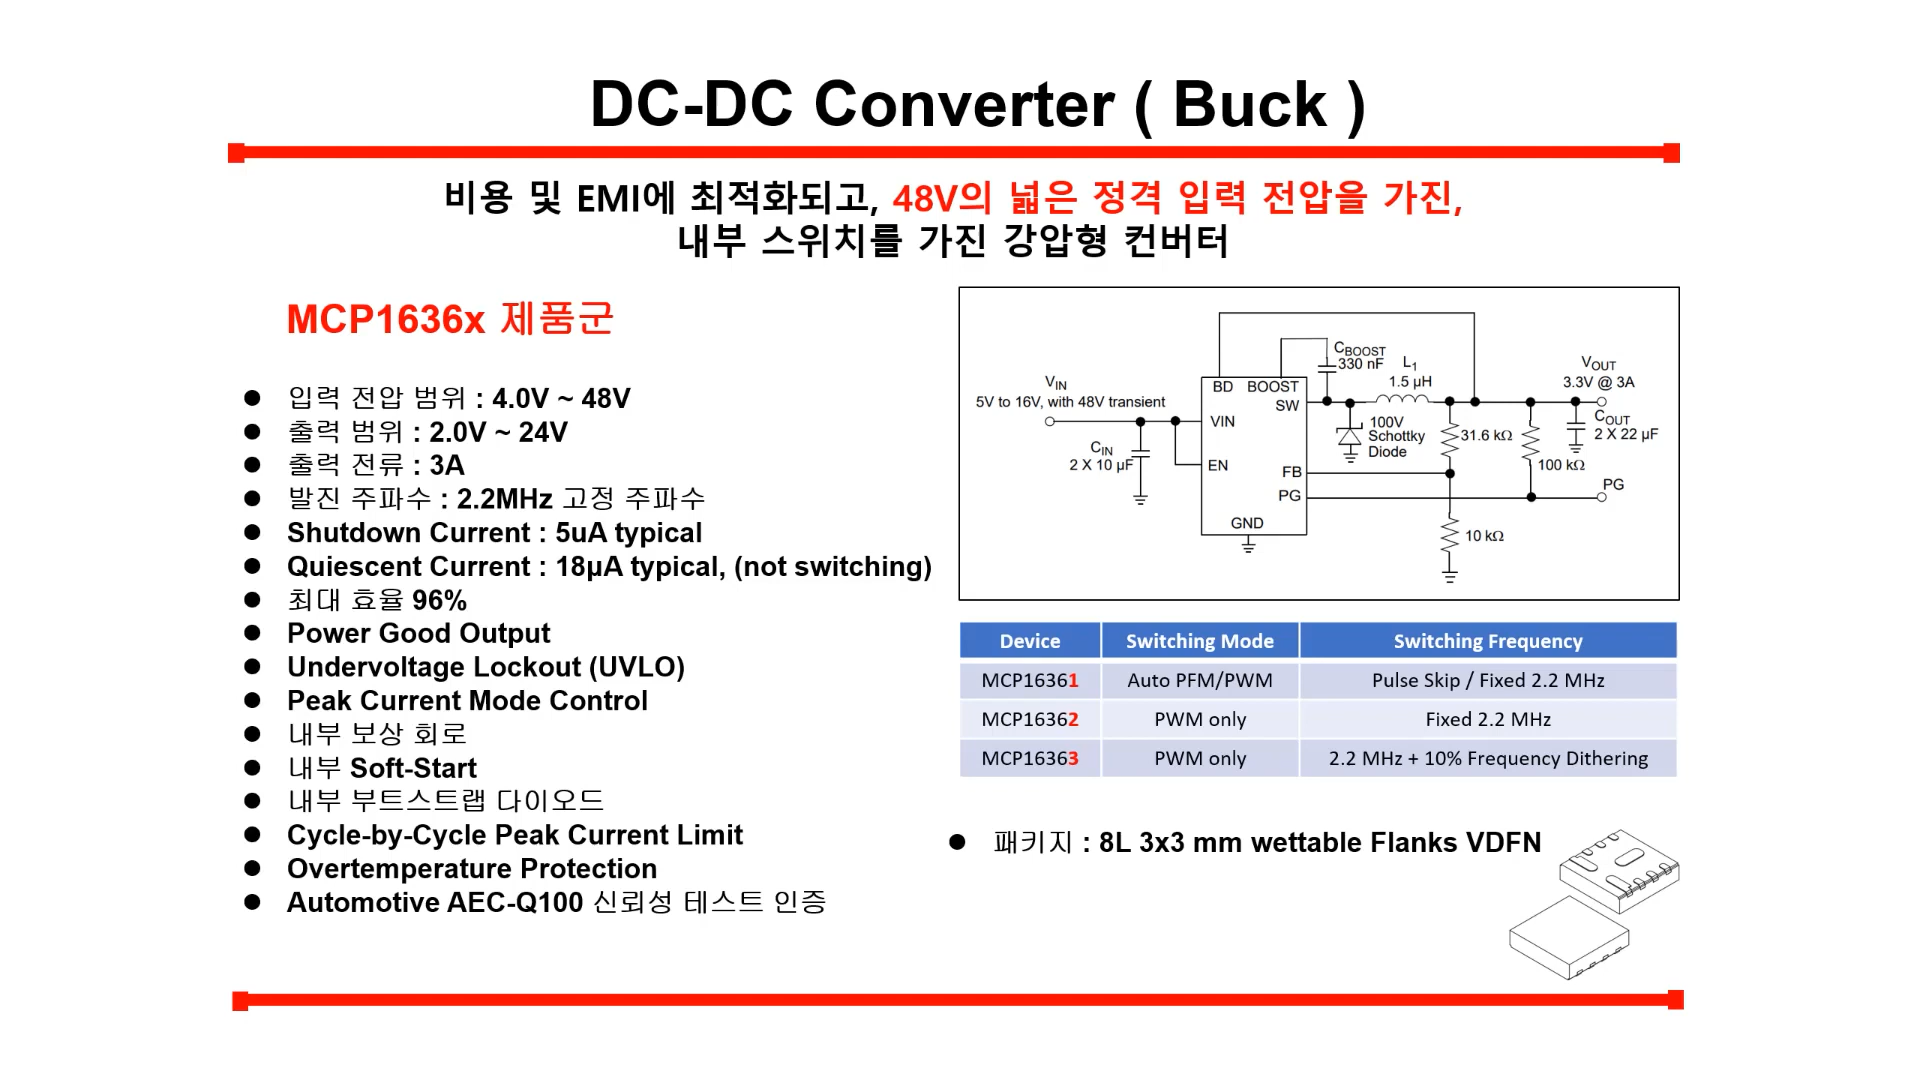 DC-DC Converter ( Buck )
비용 및 EMI에 최적화되고, 48V의 넓은 정격 입력 전압을 가진,
내부 스위치를 가진 강압형 컨버터
MCP1636x 제품군
● 입력 전압 범위 : 4.0V ~ 48V
● 출력 범위 : 2.0V ~ 24V
● 출력 전류 : 3A
● 발진 주파수 : 2.2MHz 고정 주파수
● Shutdown Current : 5uA typical
● Quiescent Current : 18µA typical, (not switching)
● 최대 효율 96%
● Power Good Output
● Undervoltage Lockout (UVLO)
● Peak Current Mode Control
● 내부 보상 회로
● 내부 Soft-Start
● 내부 부트스트랩 다이오드
● Cycle-by-Cycle Peak Current Limit
● Overtemperature Protection
● Automotive AEC-Q100 신뢰성 테스트 인증
VIN
5V to 16V, with 48V transient
CIN
2 X 10 µF
BD BOOST
SW
VIN
EN
FB
PG
GND
CBOOST
330 nF
L1
1.5 µH
100V
Schottky
Diode
31.6 kΩ
10 kΩ
100 kΩ
VOUT
3.3V @ 3A
COUT
2 X 22 µF
PG
Device Switching Mode Switching Frequency
MCP16361 Auto PFM/PWM Pulse Skip / Fixed 2.2 MHz
MCP16362 PWM only Fixed 2.2 MHz
MCP16363 PWM only 2.2 MHz + 10% Frequency Dithering
● 패키지 : 8L 3x3 mm wettable Flanks VDFN